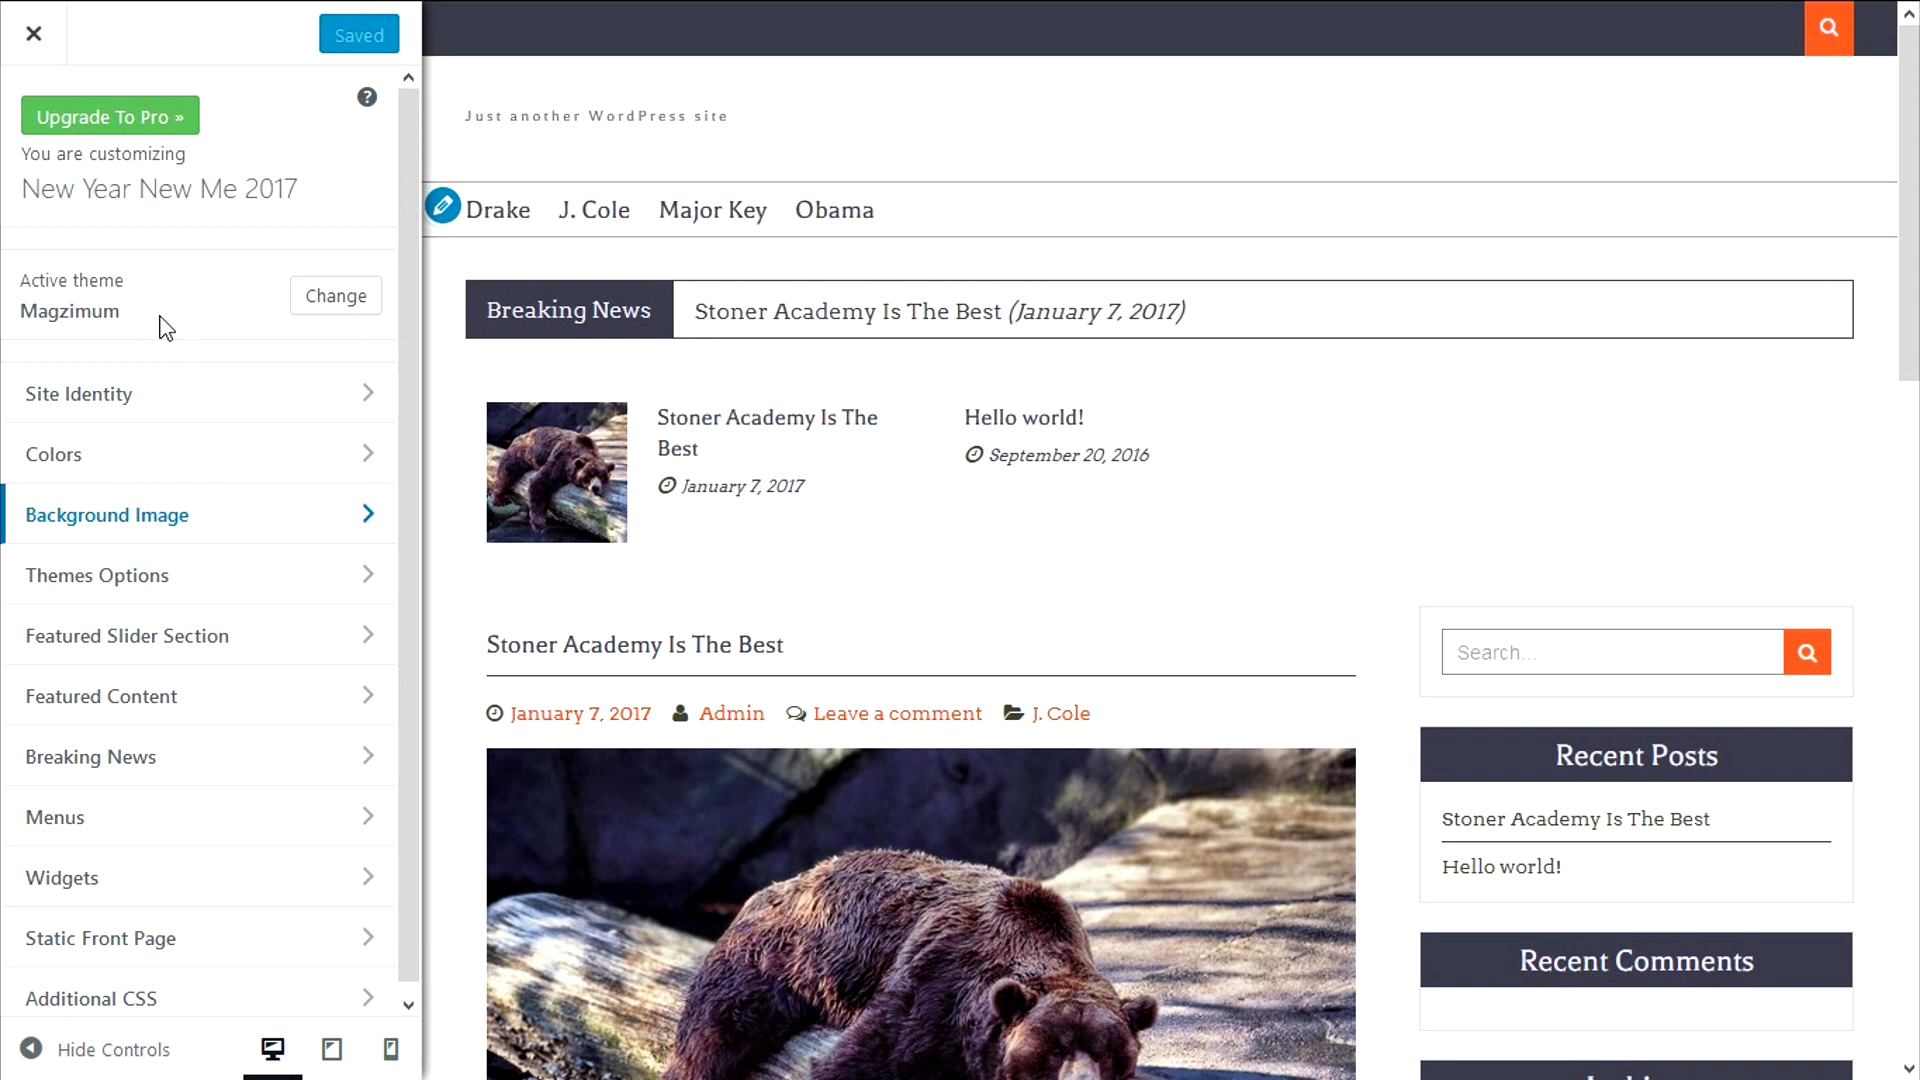 Saved
Upgrade To Pro »
You are customizing
New Year New Me 2017
Active theme
Magzimum
Change
Site Identity
Colors
Background Image
Themes Options
Featured Slider Section
Featured Content
Breaking News
Menus
Widgets
Static Front Page
Additional CSS
Hide Controls
Just another WordPress site
Drake J. Cole Major Key Obama
Breaking News Stoner Academy Is The Best (January 7, 2017)
Stoner Academy Is The
Best
January 7, 2017
Hello world!
September 20, 2016
Stoner Academy Is The Best
January 7, 2017 Admin Leave a comment J. Cole
Search...
Recent Posts
Stoner Academy Is The Best
Hello world!
Recent Comments